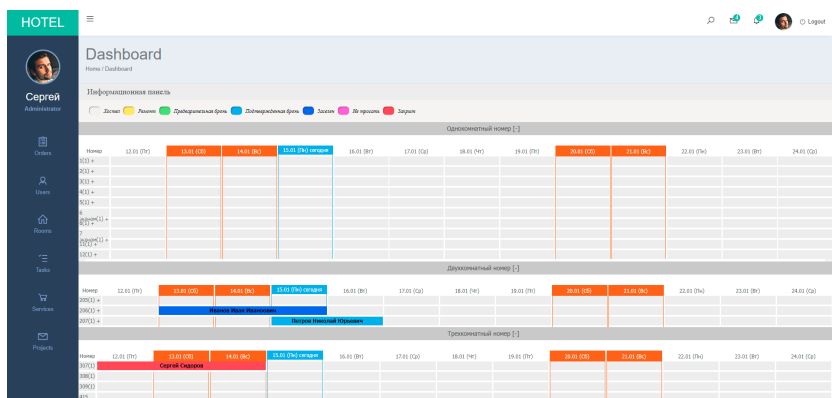 HOTEL
Logout
Dashboard
Home / Dashboard
Сергей
Administrator
Orders
Users
Rooms
Tasks
Services
Projects
Информационная панель
Хостел Ремонт Предварительная бронь Подтверждённая бронь Заселен Не трогать Закрыт
Однокомнатный номер [-]
Номер 12.01 (Пт) 13.01 (Сб) 14.01 (Вс) 15.01 (Пн) сегодня 16.01 (Вт) 17.01 (Ср) 18.01 (Чт) 19.01 (Пт) 20.01 (Сб) 21.01 (Вс) 22.01 (Пн) 23.01 (Вт) 24.01 (Ср)
1(1) +
2(1) +
3(1) +
4(1) +
5(1) +
6
6(1) +
7
11(1) +
12(1) +
Двухкомнатный номер [-]
Номер 12.01 (Пт) 13.01 (Сб) 14.01 (Вс) 15.01 (Пн) сегодня 16.01 (Вт) 17.01 (Ср) 18.01 (Чт) 19.01 (Пт) 20.01 (Сб) 21.01 (Вс) 22.01 (Пн) 23.01 (Вт) 24.01 (Ср)
205(1) +
206(1) + Иванов Иван Иванович
207(1) + Петров Николай Юрьевич
Трехкомнатный номер [-]
Номер 12.01 (Пт) 13.01 (Сб) 14.01 (Вс) 15.01 (Пн) сегодня 16.01 (Вт) 17.01 (Ср) 18.01 (Чт) 19.01 (Пт) 20.01 (Сб) 21.01 (Вс) 22.01 (Пн) 23.01 (Вт) 24.01 (Ср)
307(1) Сергей Сидоров
308(1)
309(1)